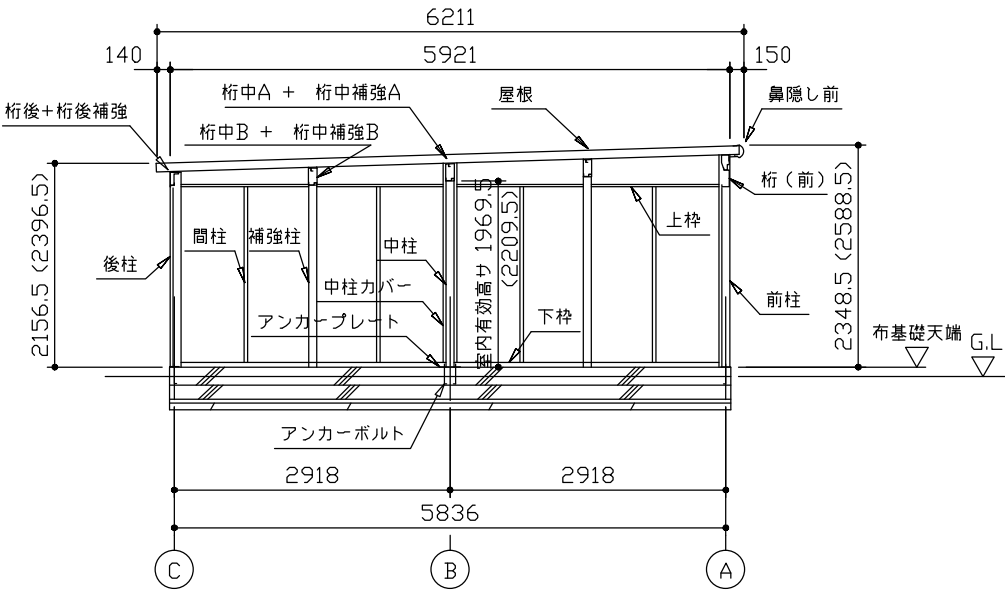 6211
140
5921
150
桁中A + 桁中補強A
屋根
鼻隠し前
桁後+桁後補強
桁中B + 桁中補強B
桁(前)
上枠
間柱
補強柱
中柱
後柱
中柱カバー
前柱
アンカープレート
下枠
2156.5 (2396.5)
室内有効高サ 1969.5
(2209.5)
2348.5 (2588.5)
布基礎天端
G.L
アンカーボルト
2918
2918
5836
C
B
A